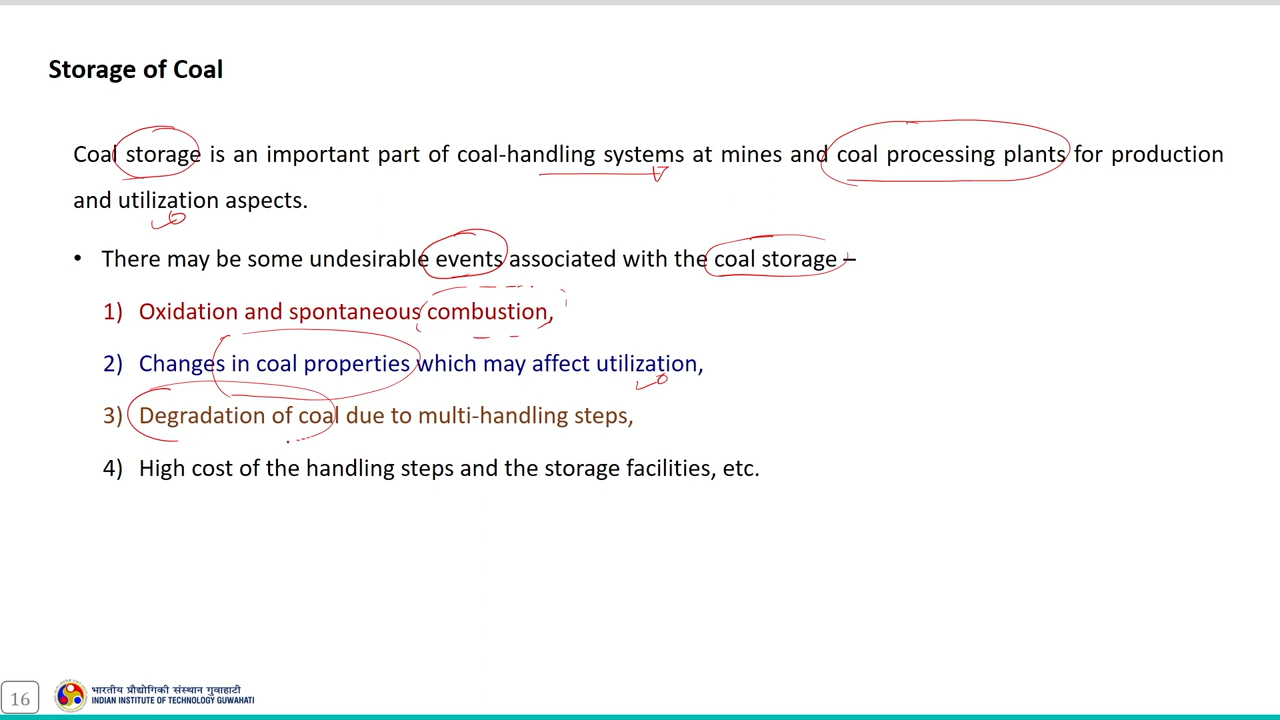 Storage of Coal
Coal storage is an important part of coal-handling systems at mines and coal processing plants for production
and utilization aspects.
• There may be some undesirable events associated with the coal storage –
1) Oxidation and spontaneous combustion,
2) Changes in coal properties which may affect utilization,
3) Degradation of coal due to multi-handling steps,
4) High cost of the handling steps and the storage facilities, etc.
16
भारतीय प्रौद्योगिकी संस्थान गुवाहाटी
INDIAN INSTITUTE OF TECHNOLOGY GUWAHATI